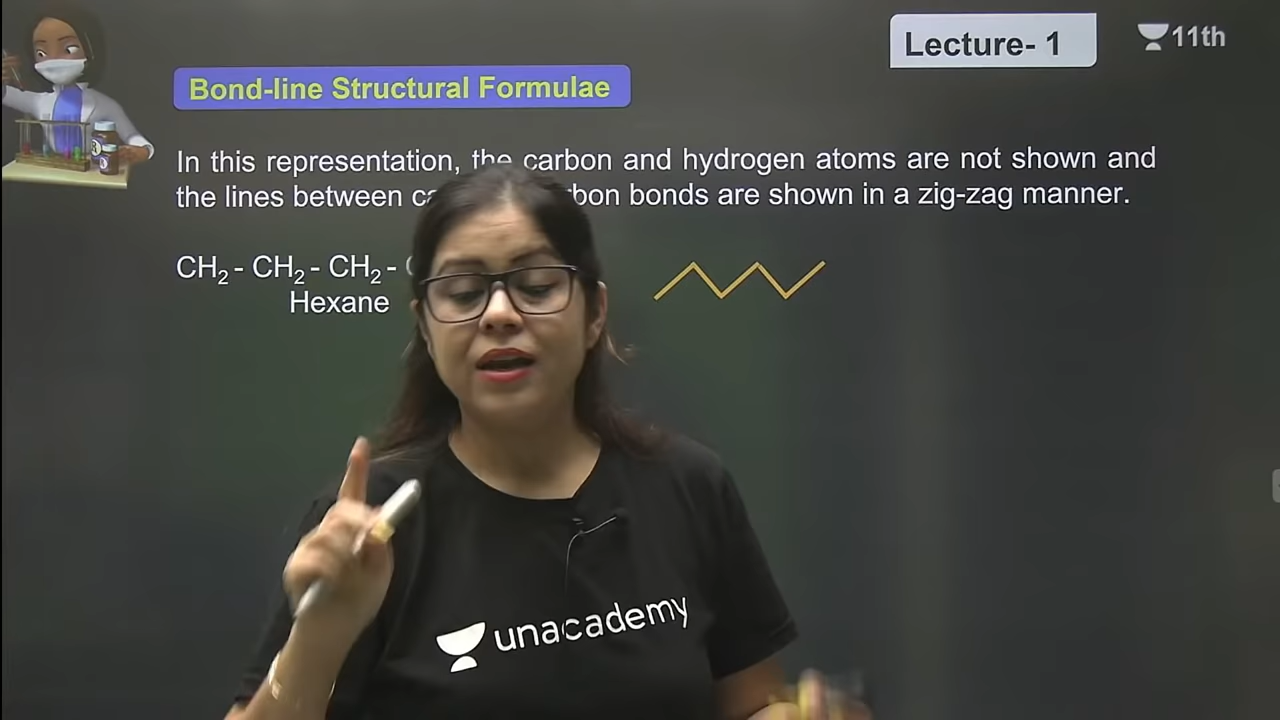 Lecture- 1
11th
Bond-line Structural Formulae
In this representation, the carbon and hydrogen atoms are not shown and
the lines between bonds are shown in a zig-zag manner.
CH₂ - CH₂ - CH₂ -
Hexane
unacademy